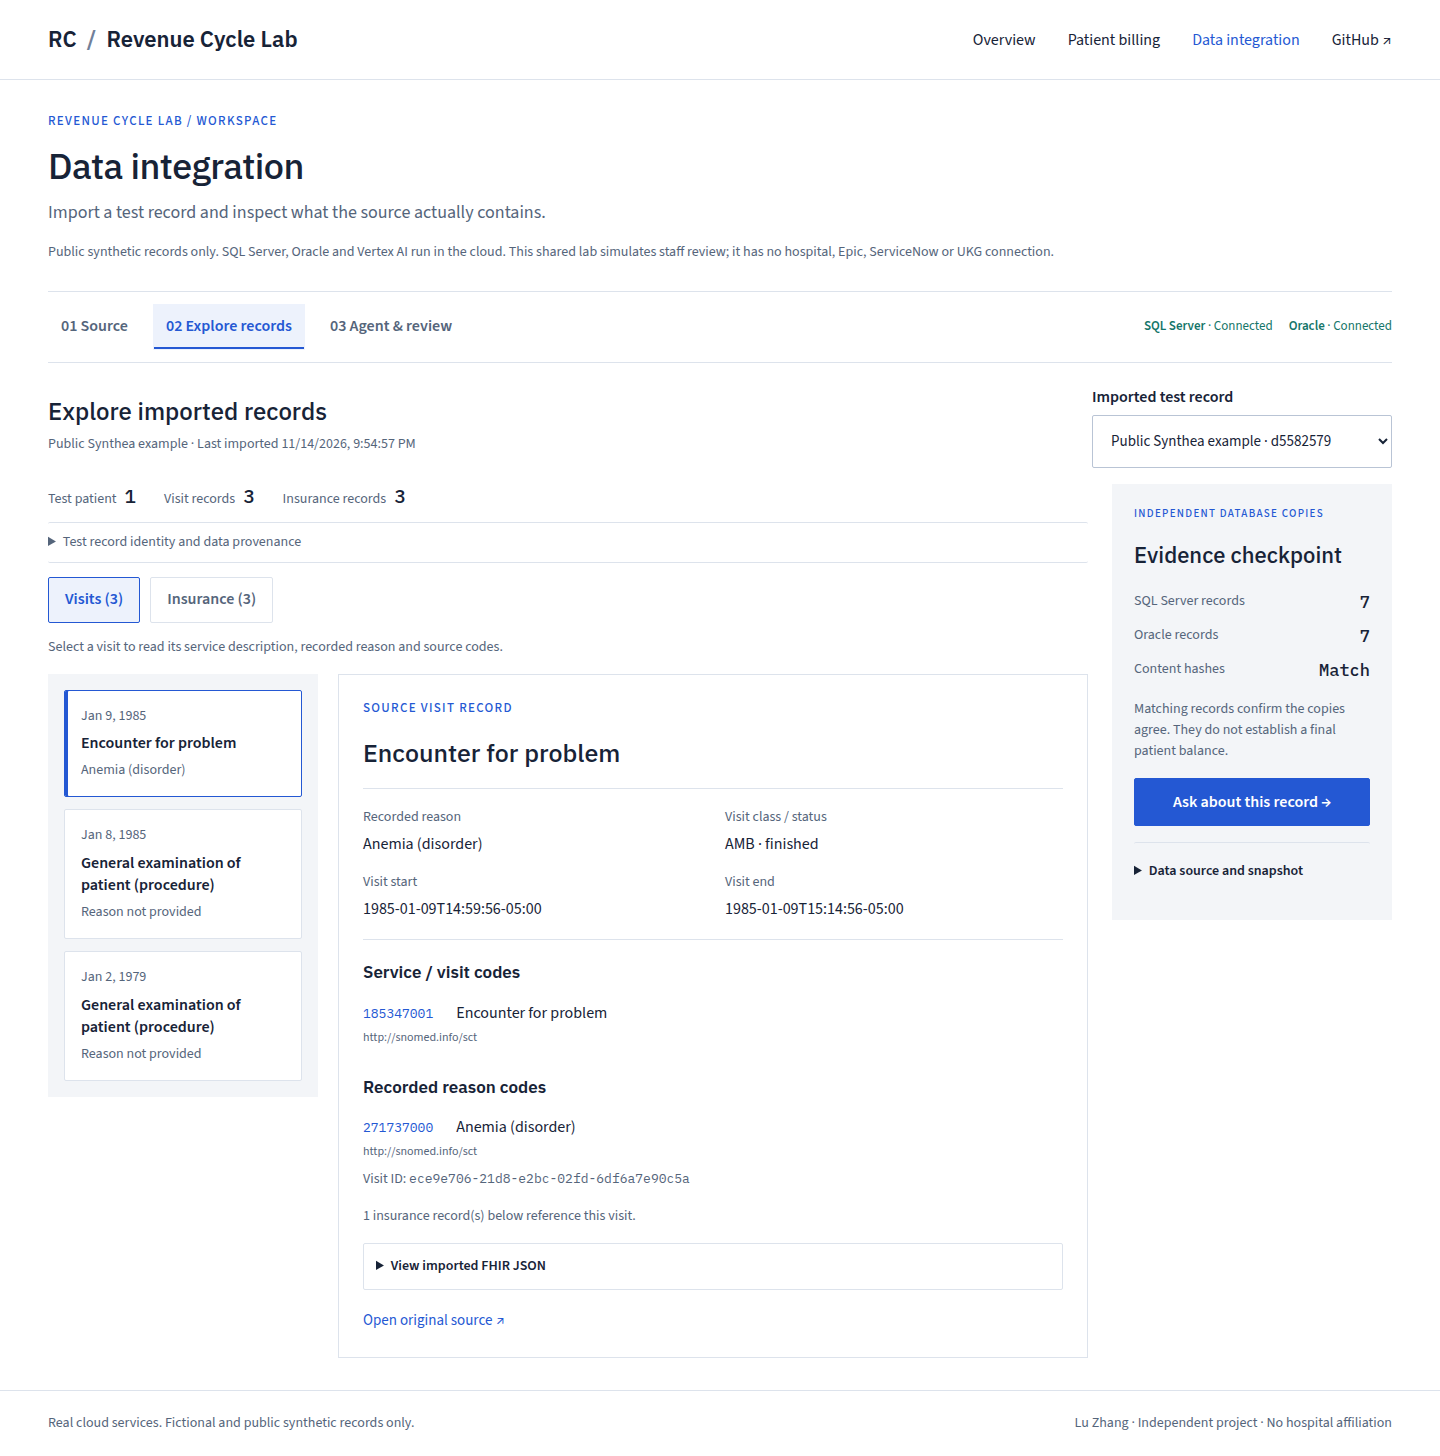 RC / Revenue Cycle Lab
Overview
Patient billing
Data integration
GitHub ↗
REVENUE CYCLE LAB / WORKSPACE
Data integration
Import a test record and inspect what the source actually contains.
Public synthetic records only. SQL Server, Oracle and Vertex AI run in the cloud. This shared lab simulates staff review; it has no hospital, Epic, ServiceNow or UKG connection.
01 Source
02 Explore records
03 Agent & review
SQL Server · Connected
Oracle · Connected
Explore imported records
Public Synthea example · Last imported 11/14/2026, 9:54:57 PM
Imported test record
Public Synthea example · d5582579
Test patient 1
Visit records 3
Insurance records 3
Test record identity and data provenance
Visits (3)
Insurance (3)
Select a visit to read its service description, recorded reason and source codes.
Jan 9, 1985
Encounter for problem
Anemia (disorder)
Jan 8, 1985
General examination of
patient (procedure)
Reason not provided
Jan 2, 1979
General examination of
patient (procedure)
Reason not provided
SOURCE VISIT RECORD
Encounter for problem
Recorded reason
Anemia (disorder)
Visit class / status
AMB · finished
Visit start
1985-01-09T14:59:56-05:00
Visit end
1985-01-09T15:14:56-05:00
Service / visit codes
185347001 Encounter for problem
http://snomed.info/sct
Recorded reason codes
271737000 Anemia (disorder)
http://snomed.info/sct
Visit ID: ece9e706-21d8-e2bc-02fd-6df6a7e90c5a
1 insurance record(s) below reference this visit.
View imported FHIR JSON
Open original source ↗
INDEPENDENT DATABASE COPIES
Evidence checkpoint
SQL Server records 7
Oracle records 7
Content hashes Match
Matching records confirm the copies
agree. They do not establish a final
patient balance.
Ask about this record →
Data source and snapshot
Real cloud services. Fictional and public synthetic records only.
Lu Zhang · Independent project · No hospital affiliation